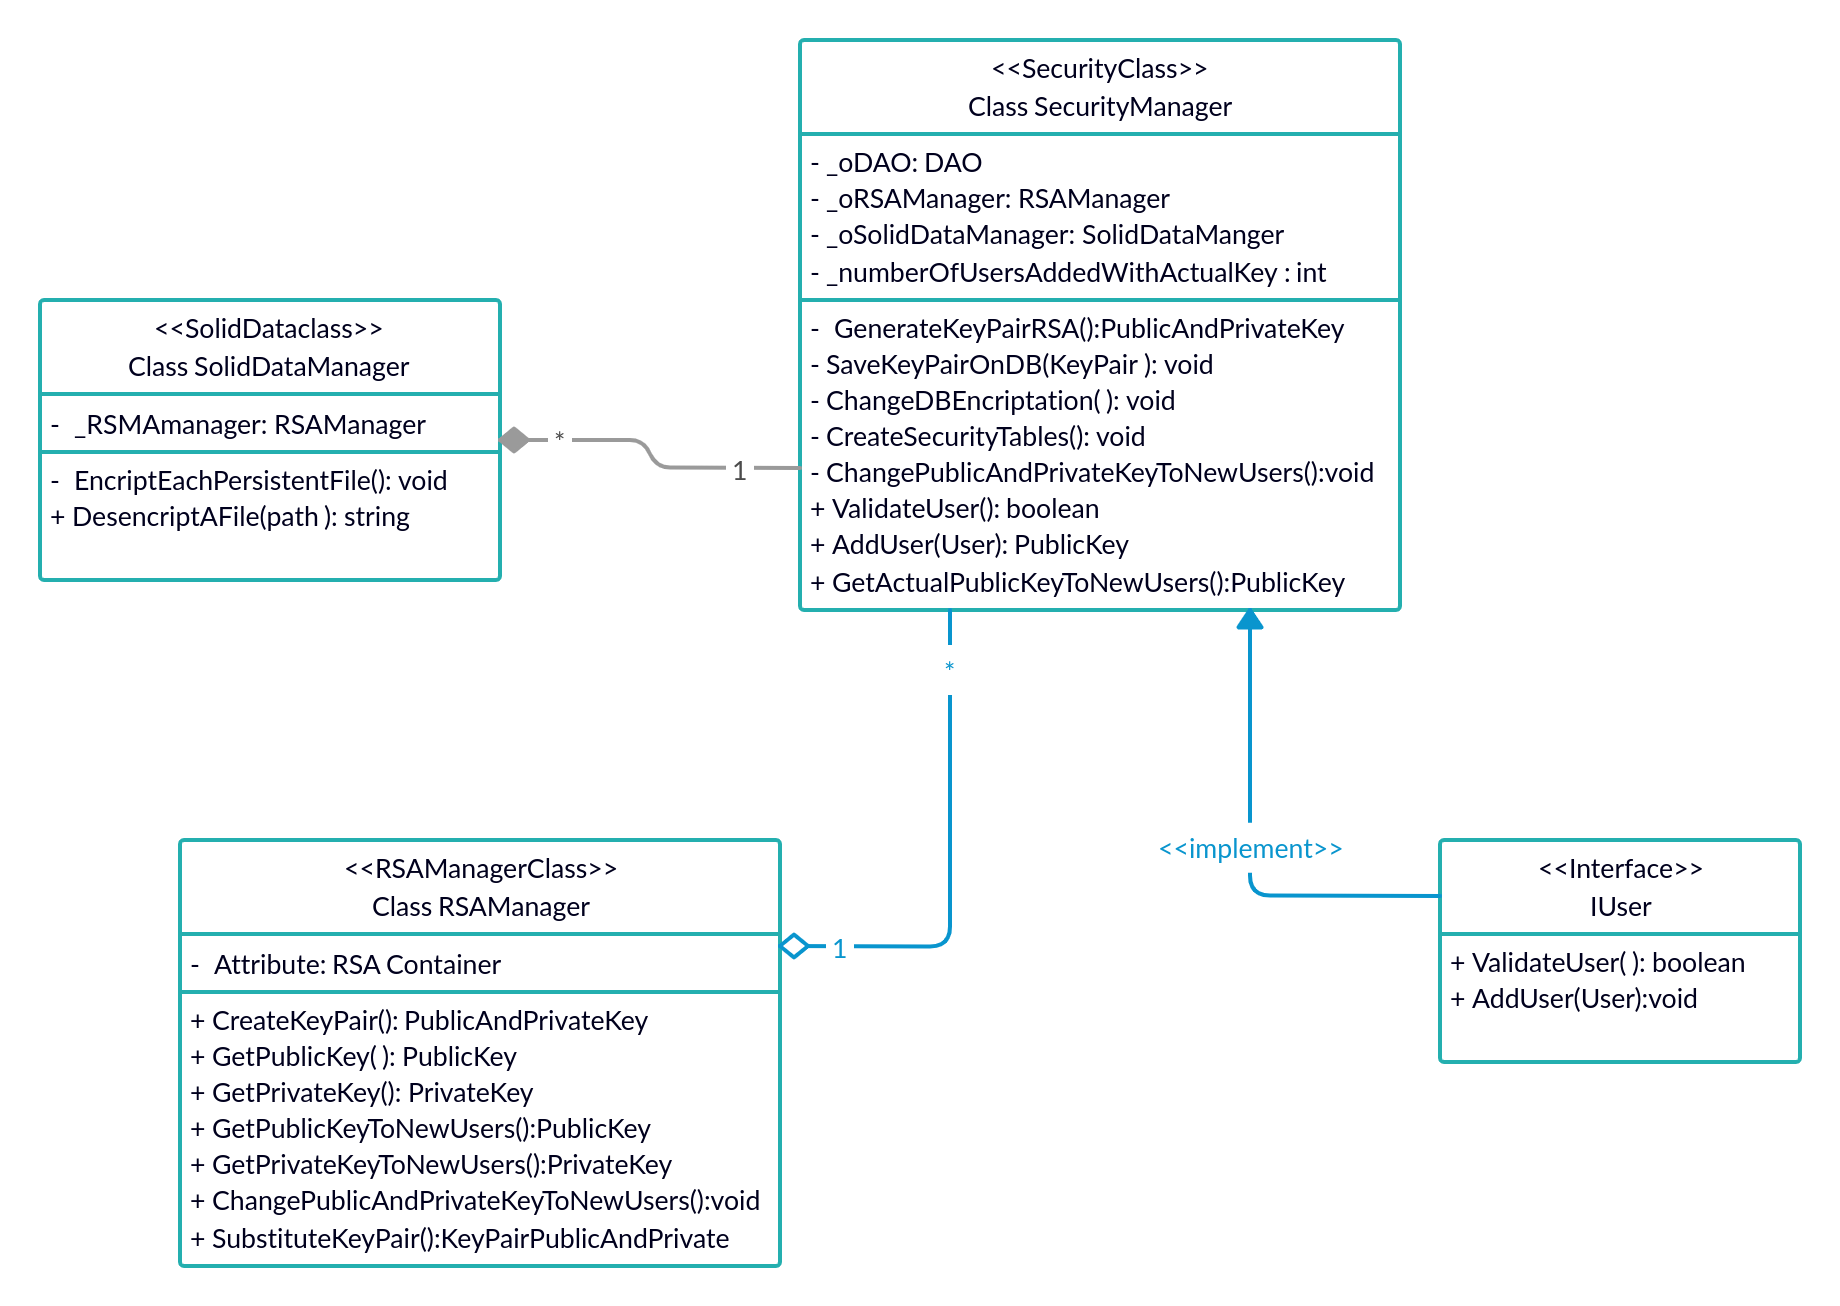 <<SecurityClass>>
Class SecurityManager
- _oDAO: DAO
- _oRSAManager: RSAManager
- _oSolidDataManager: SolidDataManger
- _numberOfUsersAddedWithActualKey : int
- GenerateKeyPairRSA():PublicAndPrivateKey
- SaveKeyPairOnDB(KeyPair ): void
- ChangeDBEncriptation( ): void
- CreateSecurityTables(): void
- ChangePublicAndPrivateKeyToNewUsers():void
+ ValidateUser(): boolean
+ AddUser(User): PublicKey
+ GetActualPublicKeyToNewUsers():PublicKey
<<SolidDataclass>>
Class SolidDataManager
- _RSMAmanager: RSAManager
- EncriptEachPersistentFile(): void
+ DesencriptAFile(path ): string
*
1
*
1
<<implement>>
<<RSAManagerClass>>
Class RSAManager
- Attribute: RSA Container
+ CreateKeyPair(): PublicAndPrivateKey
+ GetPublicKey( ): PublicKey
+ GetPrivateKey(): PrivateKey
+ GetPublicKeyToNewUsers():PublicKey
+ GetPrivateKeyToNewUsers():PrivateKey
+ ChangePublicAndPrivateKeyToNewUsers():void
+ SubstituteKeyPair():KeyPairPublicAndPrivate
<<Interface>>
IUser
+ ValidateUser( ): boolean
+ AddUser(User):void